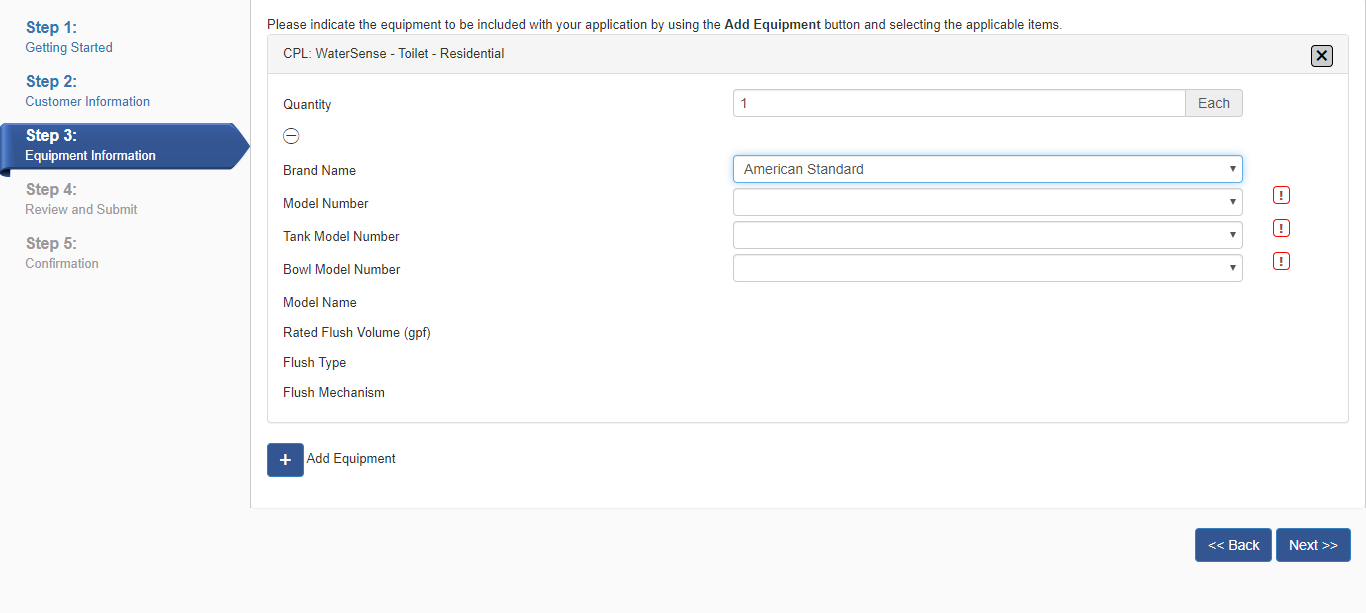 Step 1:
Getting Started
Step 2:
Customer Information
Step 3:
Equipment Information
Step 4:
Review and Submit
Step 5:
Confirmation
Please indicate the equipment to be included with your application by using the Add Equipment button and selecting the applicable items.
CPL: WaterSense - Toilet - Residential
Quantity 1 Each
Brand Name American Standard
Model Number
Tank Model Number
Bowl Model Number
Model Name
Rated Flush Volume (gpf)
Flush Type
Flush Mechanism
+ Add Equipment
<< Back Next >>